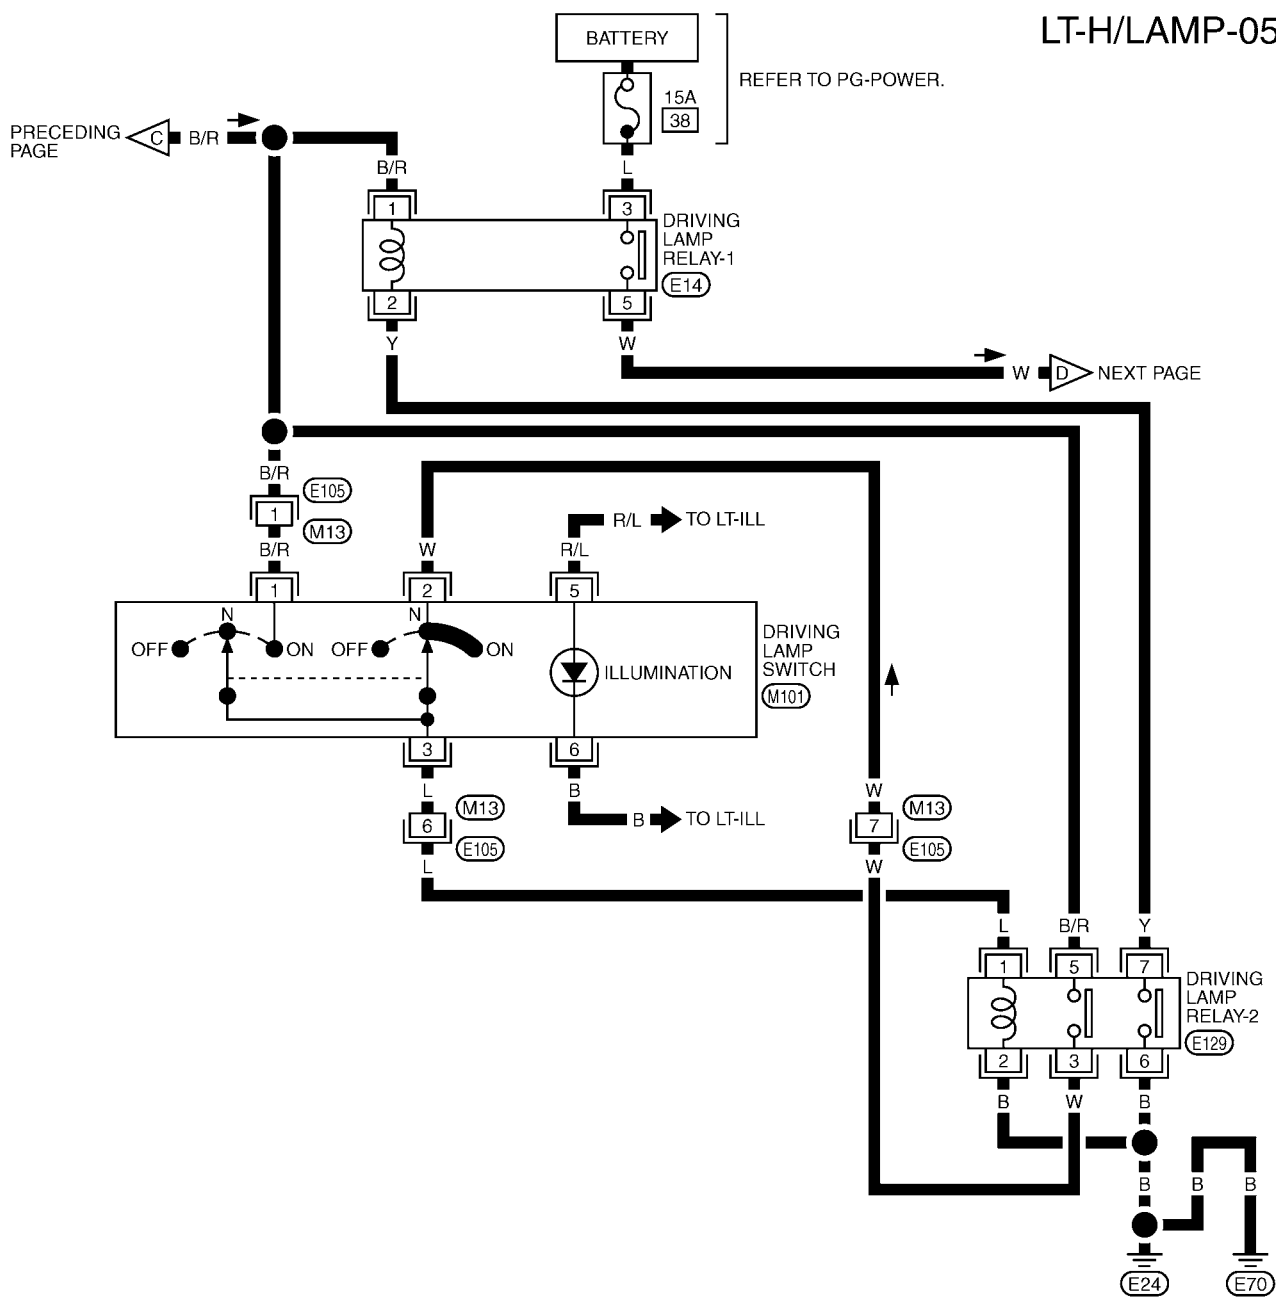 LT-H/LAMP-05
BATTERY
REFER TO PG-POWER.
15A
38
PRECEDING
PAGE
C
B/R
B/R
L
1
3
DRIVING
LAMP
RELAY-1
E14
2
5
Y
W
W
D
NEXT PAGE
B/R
E105
1
M13
B/R
W
R/L
R/L
TO LT-ILL
1
2
5
N
OFF
ON
N
OFF
ON
ILLUMINATION
DRIVING
LAMP
SWITCH
M101
3
6
L
B
B
TO LT-ILL
W
M13
6
E105
M13
7
E105
L
W
L
B/R
Y
1
5
7
DRIVING
LAMP
RELAY-2
E129
2
3
6
B
W
B
B
B
B
E24
E70